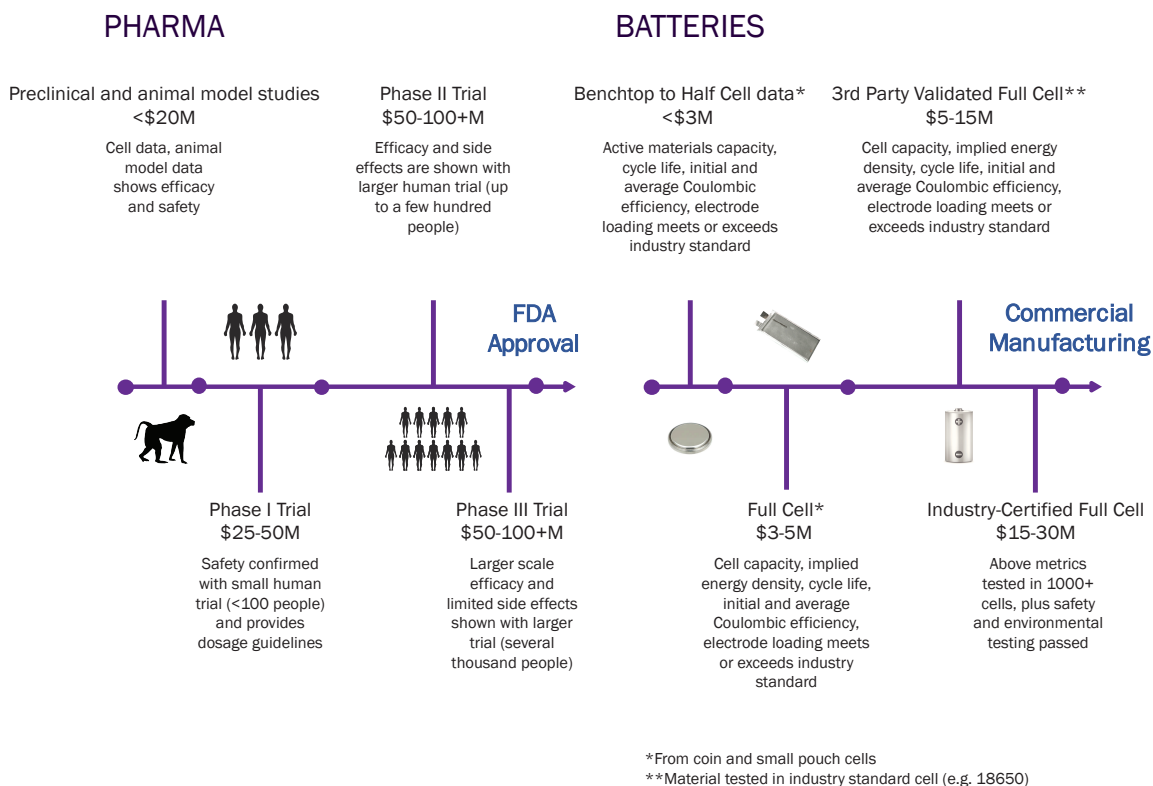 PHARMA
Preclinical and animal model studies
<$20M
Cell data, animal
model data
shows efficacy
and safety
Phase II Trial
$50-100+M
Efficacy and side
effects are shown with
larger human trial (up
to a few hundred
people)
FDA
Approval
Phase I Trial
$25-50M
Safety confirmed
with small human
trial (<100 people)
and provides
dosage guidelines
Phase III Trial
$50-100+M
Larger scale
efficacy and
limited side effects
shown with larger
trial (several
thousand people)
BATTERIES
Benchtop to Half Cell data*
<$3M
Active materials capacity,
cycle life, initial and
average Coulombic
efficiency, electrode
loading meets or exceeds
industry standard
3rd Party Validated Full Cell**
$5-15M
Cell capacity, implied energy
density, cycle life, initial and
average Coulombic efficiency,
electrode loading meets or
exceeds industry standard
Commercial
Manufacturing
Full Cell*
$3-5M
Cell capacity, implied
energy density, cycle life,
initial and average
Coulombic efficiency,
electrode loading meets
or exceeds industry
standard
Industry-Certified Full Cell
$15-30M
Above metrics
tested in 1000+
cells, plus safety
and environmental
testing passed
*From coin and small pouch cells
**Material tested in industry standard cell (e.g. 18650)